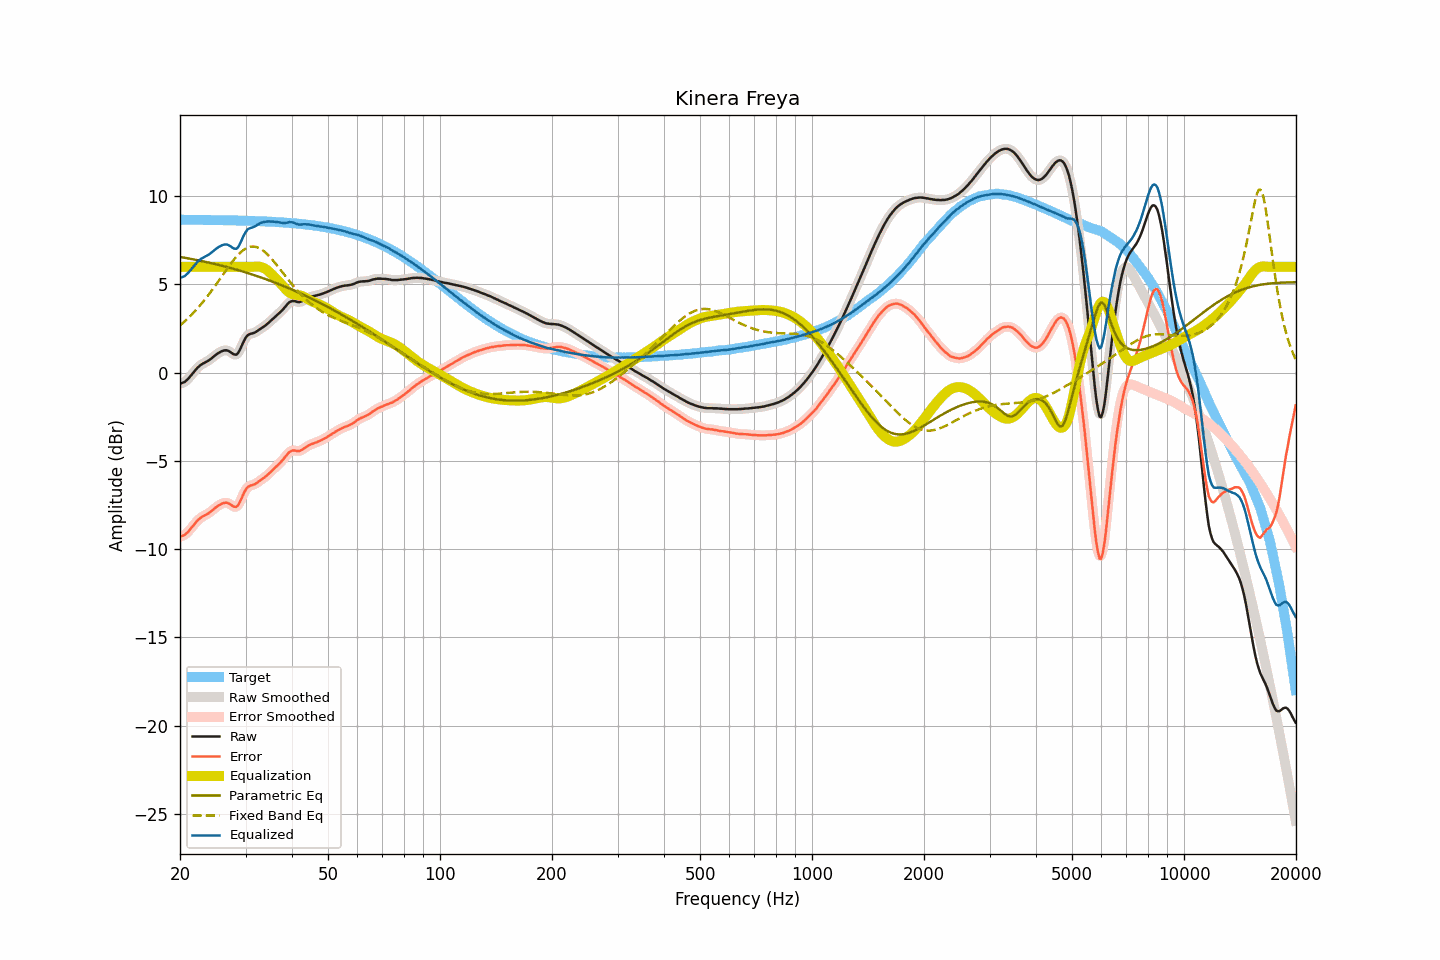 Kinera Freya
Amplitude (dBr)
10
5
0
−5
−10
−15
−20
−25
Target
Raw Smoothed
Error Smoothed
Raw
Error
Equalization
Parametric Eq
Fixed Band Eq
Equalized
20 50 100 200 500 1000 2000 5000 10000 20000
Frequency (Hz)